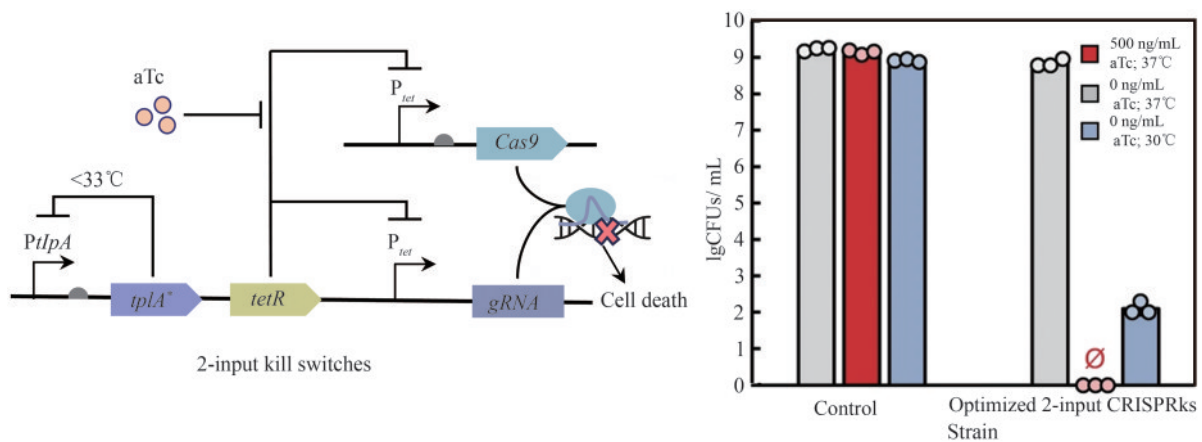 aTc
P_tet
Cas9
<33℃
PtlpA
P_tet
tplA*
tetR
gRNA
Cell death
2-input kill switches
lgCFUs/ mL
10
9
8
7
6
5
4
3
2
1
0
500 ng/mL
aTc; 37℃
0 ng/mL
aTc; 37℃
0 ng/mL
aTc; 30℃
Ø
Control
Optimized 2-input CRISPRks
Strain